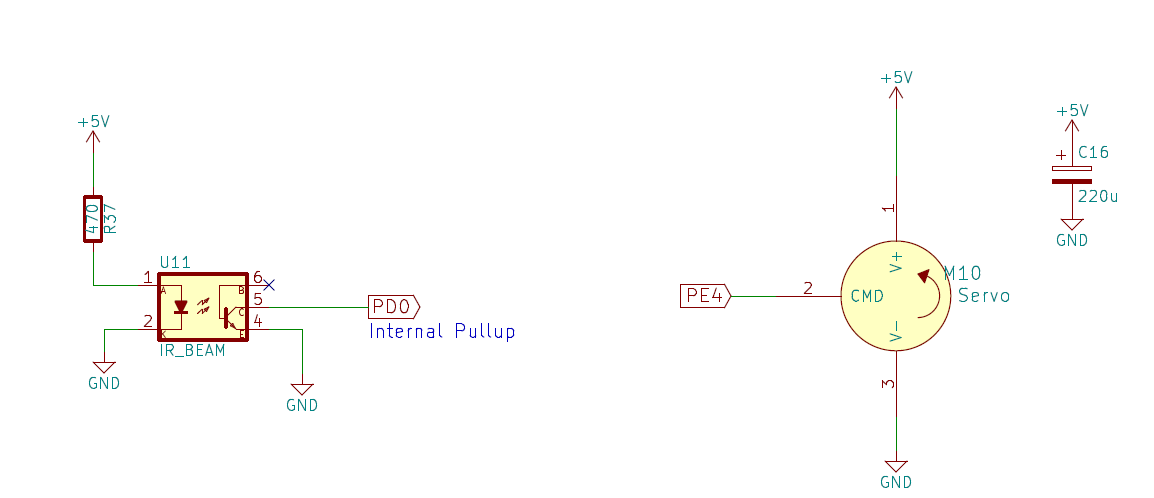 +5V
470
R37
U11
1
A
2
K
IR_BEAM
GND
6
B
5
C
4
E
PD0
Internal Pullup
GND
+5V
1
V+
PE4
2
CMD
M10
Servo
V-
3
GND
+5V
+
C16
220u
GND